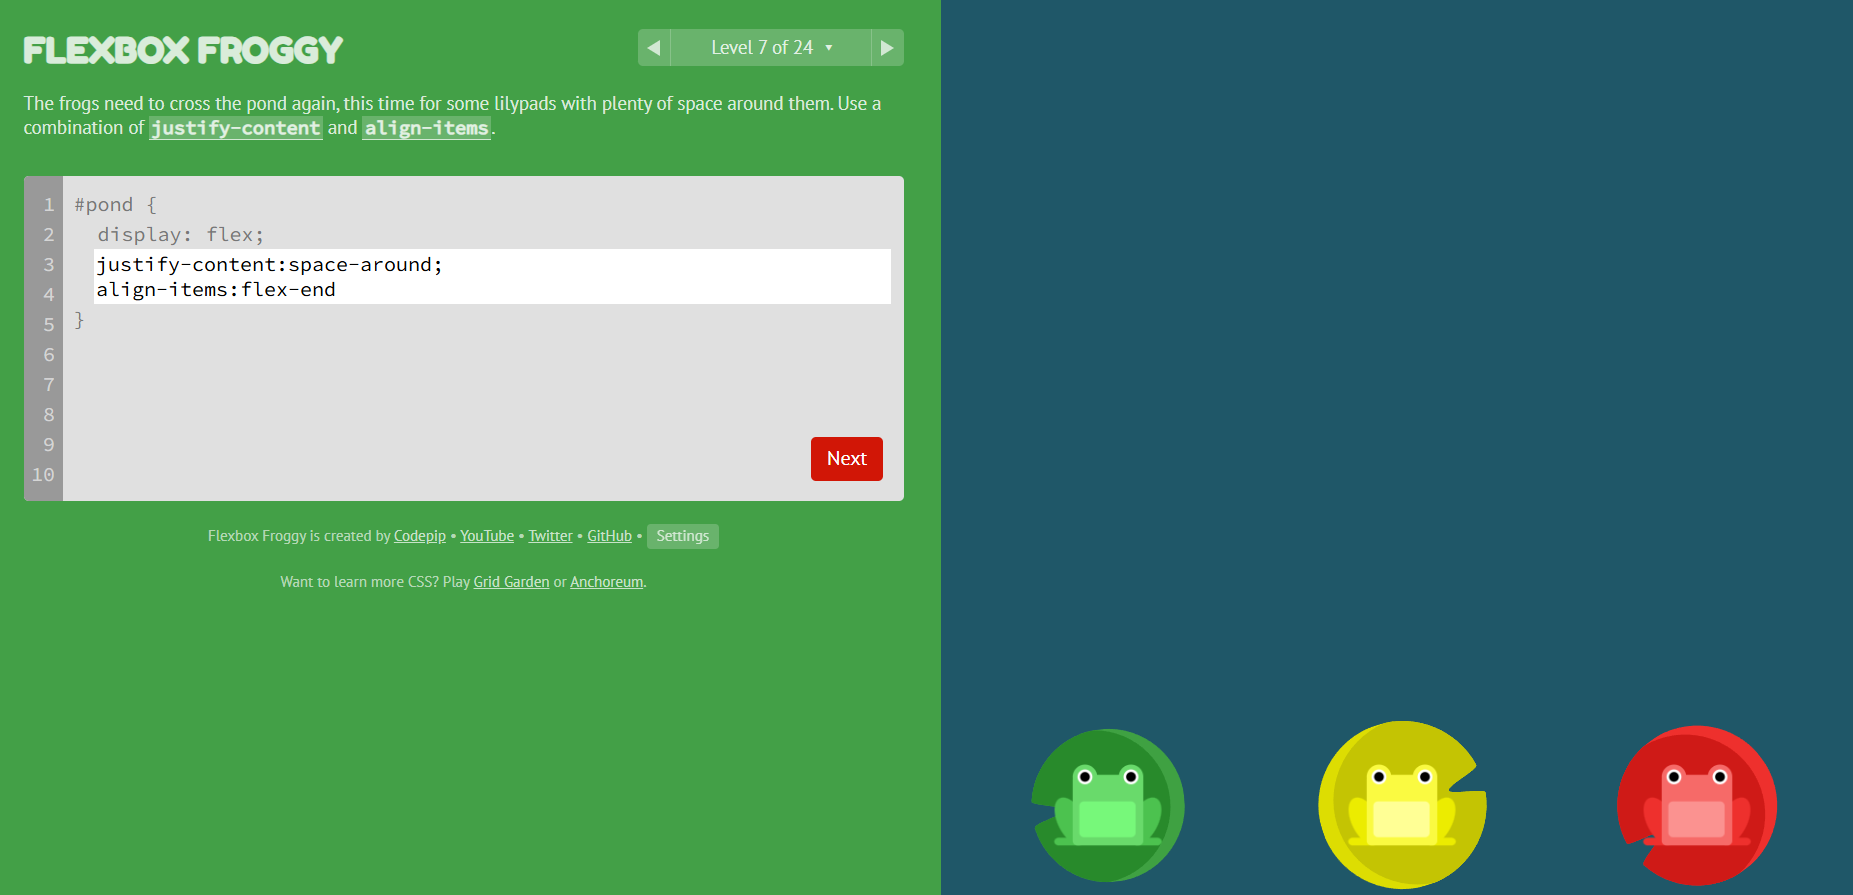 FLEXBOX FROGGY
Level 7 of 24
The frogs need to cross the pond again, this time for some lilypads with plenty of space around them. Use a
combination of justify-content and align-items.
1 #pond {
2 display: flex;
3 justify-content:space-around;
4 align-items:flex-end
5 }
6
7
8
9
10
Next
Flexbox Froggy is created by Codepip • YouTube • Twitter • GitHub • Settings
Want to learn more CSS? Play Grid Garden or Anchoreum.